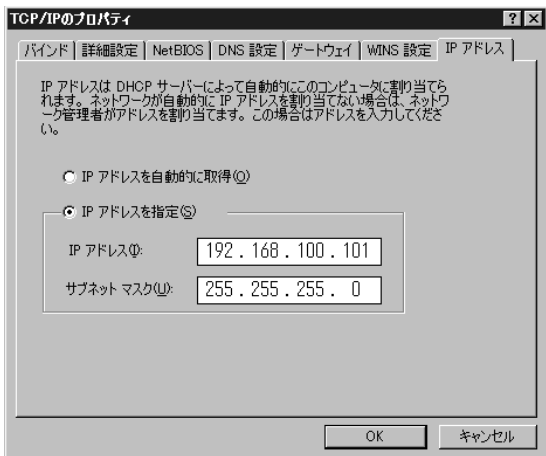 TCP/IPのプロパティ
バインド 詳細設定 NetBIOS DNS 設定 ゲートウェイ WINS 設定 IP アドレス
IP アドレスは DHCP サーバーによって自動的にこのコンピュータに割り当てら
れます。ネットワークが自動的に IP アドレスを割り当てない場合は、ネットワ
ーク管理者がアドレスを割り当てます。この場合はアドレスを入力してくださ
い。
IP アドレスを自動的に取得(O)
IP アドレスを指定(S)
IP アドレス(I): 192 . 168 . 100 . 101
サブネット マスク(U): 255 . 255 . 255 . 0
OK キャンセル